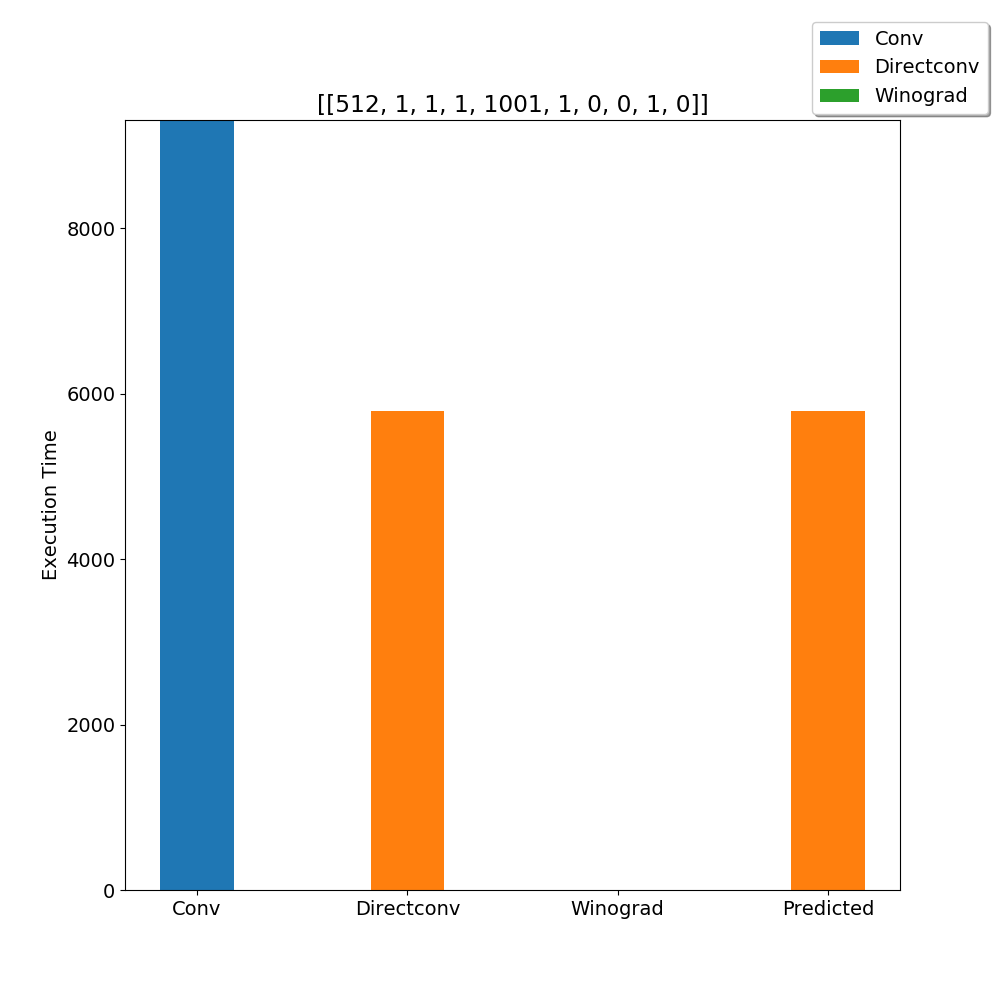 Conv
Directconv
Winograd
[[512, 1, 1, 1, 1001, 1, 0, 0, 1, 0]]
8000
6000
4000
2000
0
Execution Time
Conv
Directconv
Winograd
Predicted